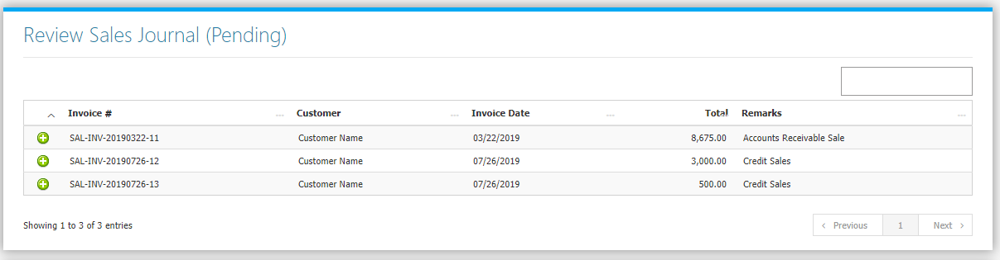 Review Sales Journal (Pending)
Invoice # Customer Invoice Date Total Remarks
SAL-INV-20190322-11 Customer Name 03/22/2019 8,675.00 Accounts Receivable Sale
SAL-INV-20190726-12 Customer Name 07/26/2019 3,000.00 Credit Sales
SAL-INV-20190726-13 Customer Name 07/26/2019 500.00 Credit Sales
Showing 1 to 3 of 3 entries Previous 1 Next